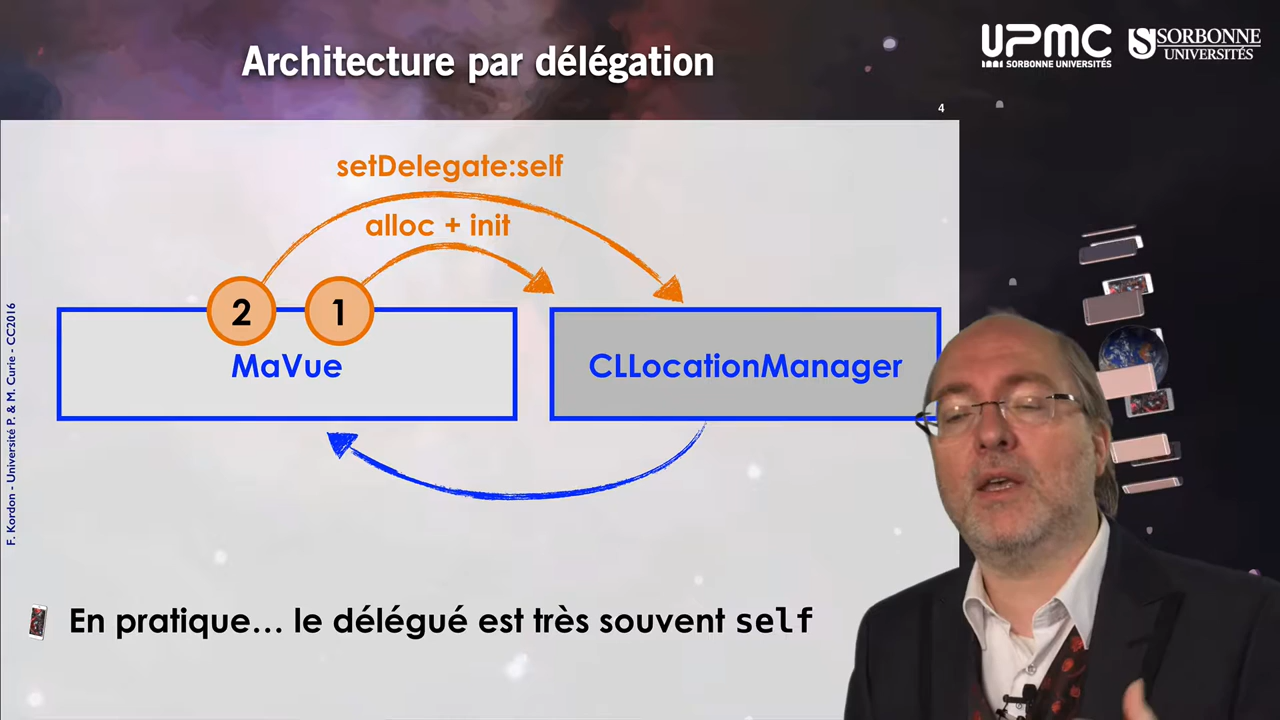 Architecture par délégation
UPMC
SORBONNE UNIVERSITÉS
SORBONNE
UNIVERSITÉS
4
setDelegate:self
alloc + init
2
1
MaVue
CLLocationManager
F. Kordon - Université P. & M. Curie - CC2016
En pratique... le délégué est très souvent self